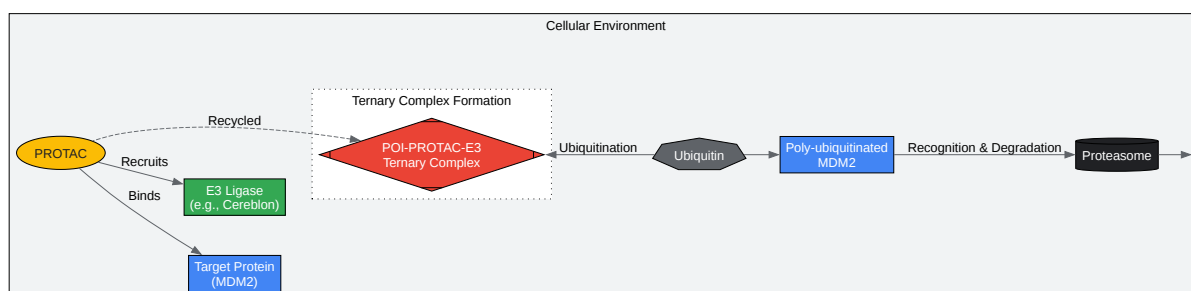 Cellular Environment
Ternary Complex Formation
Recycled
PROTAC
POI-PROTAC-E3
Ternary Complex
Ubiquitination
Ubiquitin
Poly-ubiquitinated
MDM2
Recognition & Degradation
Proteasome
Recruits
E3 Ligase
(e.g., Cereblon)
Binds
Target Protein
(MDM2)